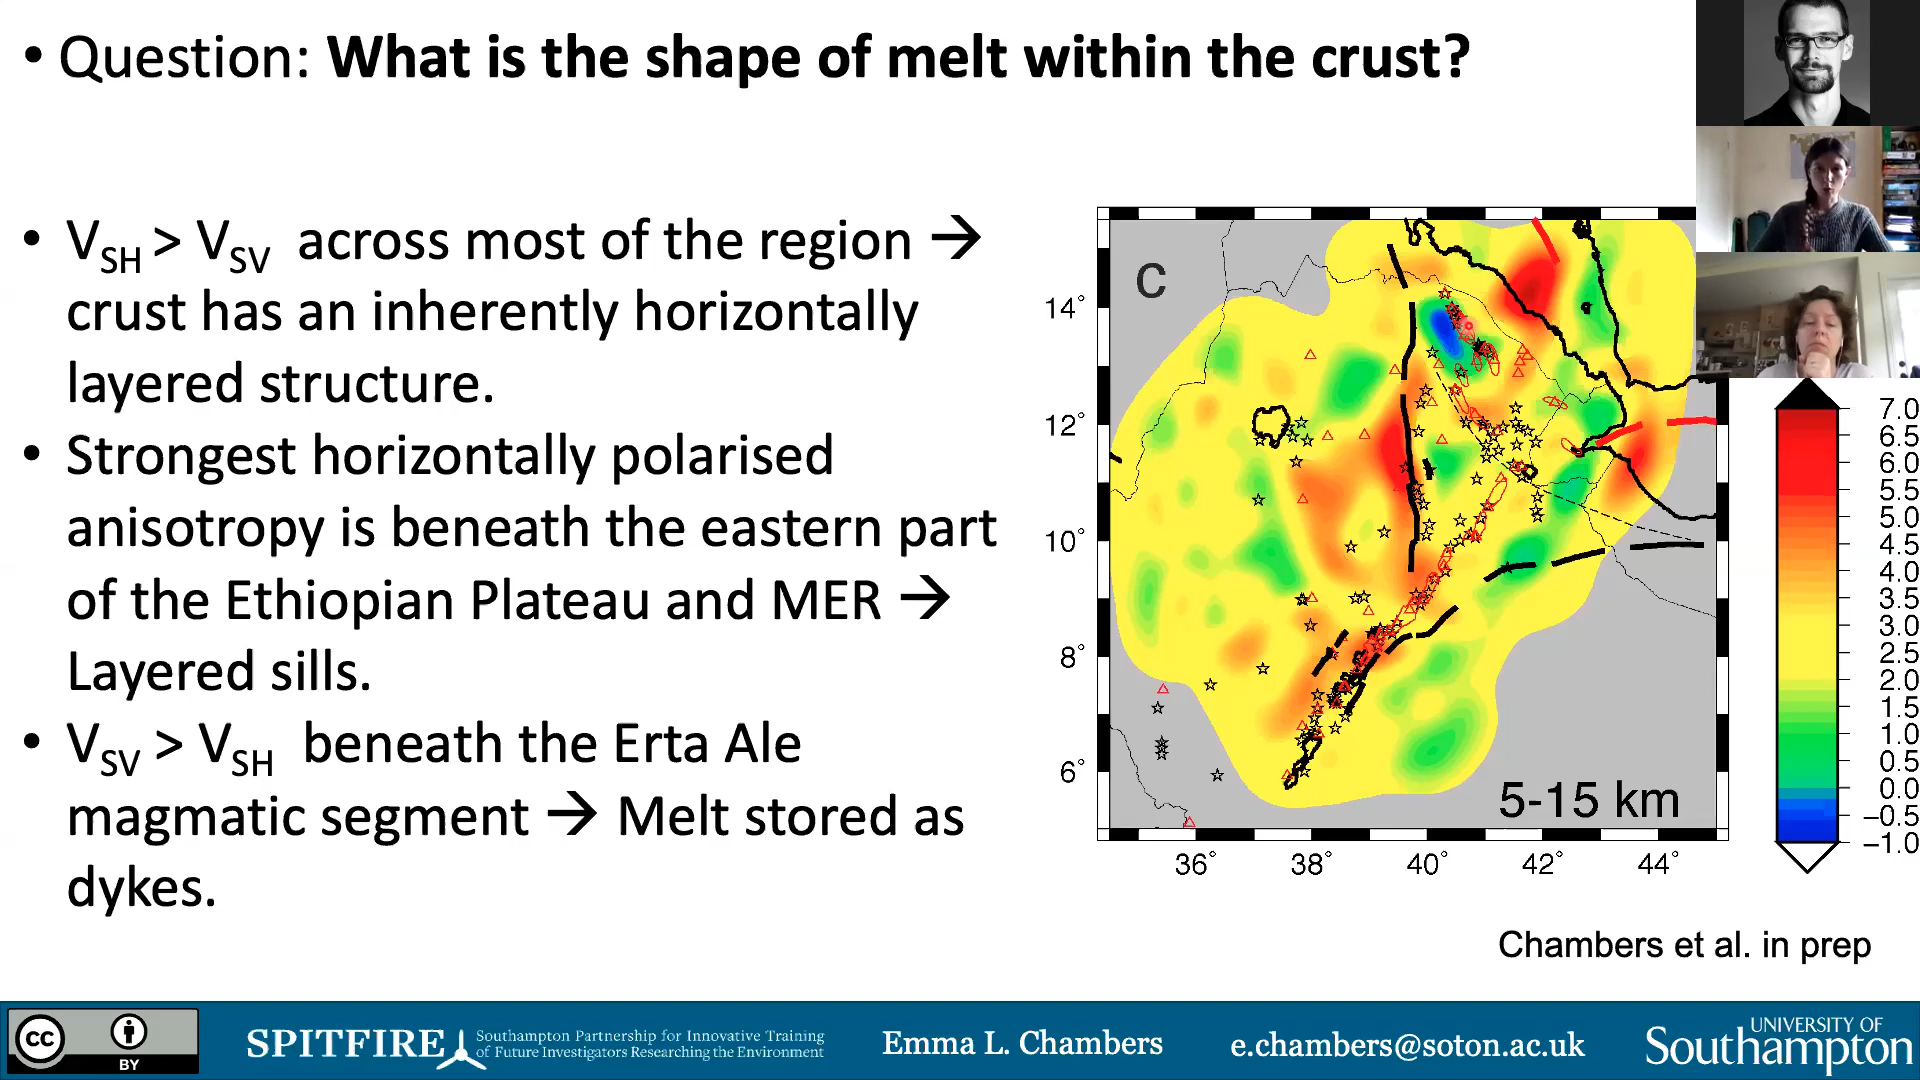 • Question: What is the shape of melt within the crust?
• VSH > VSV across most of the region →
crust has an inherently horizontally
layered structure.
• Strongest horizontally polarised
anisotropy is beneath the eastern part
of the Ethiopian Plateau and MER →
Layered sills.
• VSV > VSH beneath the Erta Ale
magmatic segment → Melt stored as
dykes.
c
14°
12°
10°
8°
6°
5-15 km
36° 38° 40° 42° 44°
7.0
6.5
6.0
5.5
5.0
4.5
4.0
3.5
3.0
2.5
2.0
1.5
1.0
0.5
0.0
−0.5
−1.0
Chambers et al. in prep
CC BY
SPITFIRE
Southampton Partnership for Innovative Training
of Future Investigators Researching the Environment
Emma L. Chambers
e.chambers@soton.ac.uk
UNIVERSITY OF
Southampton